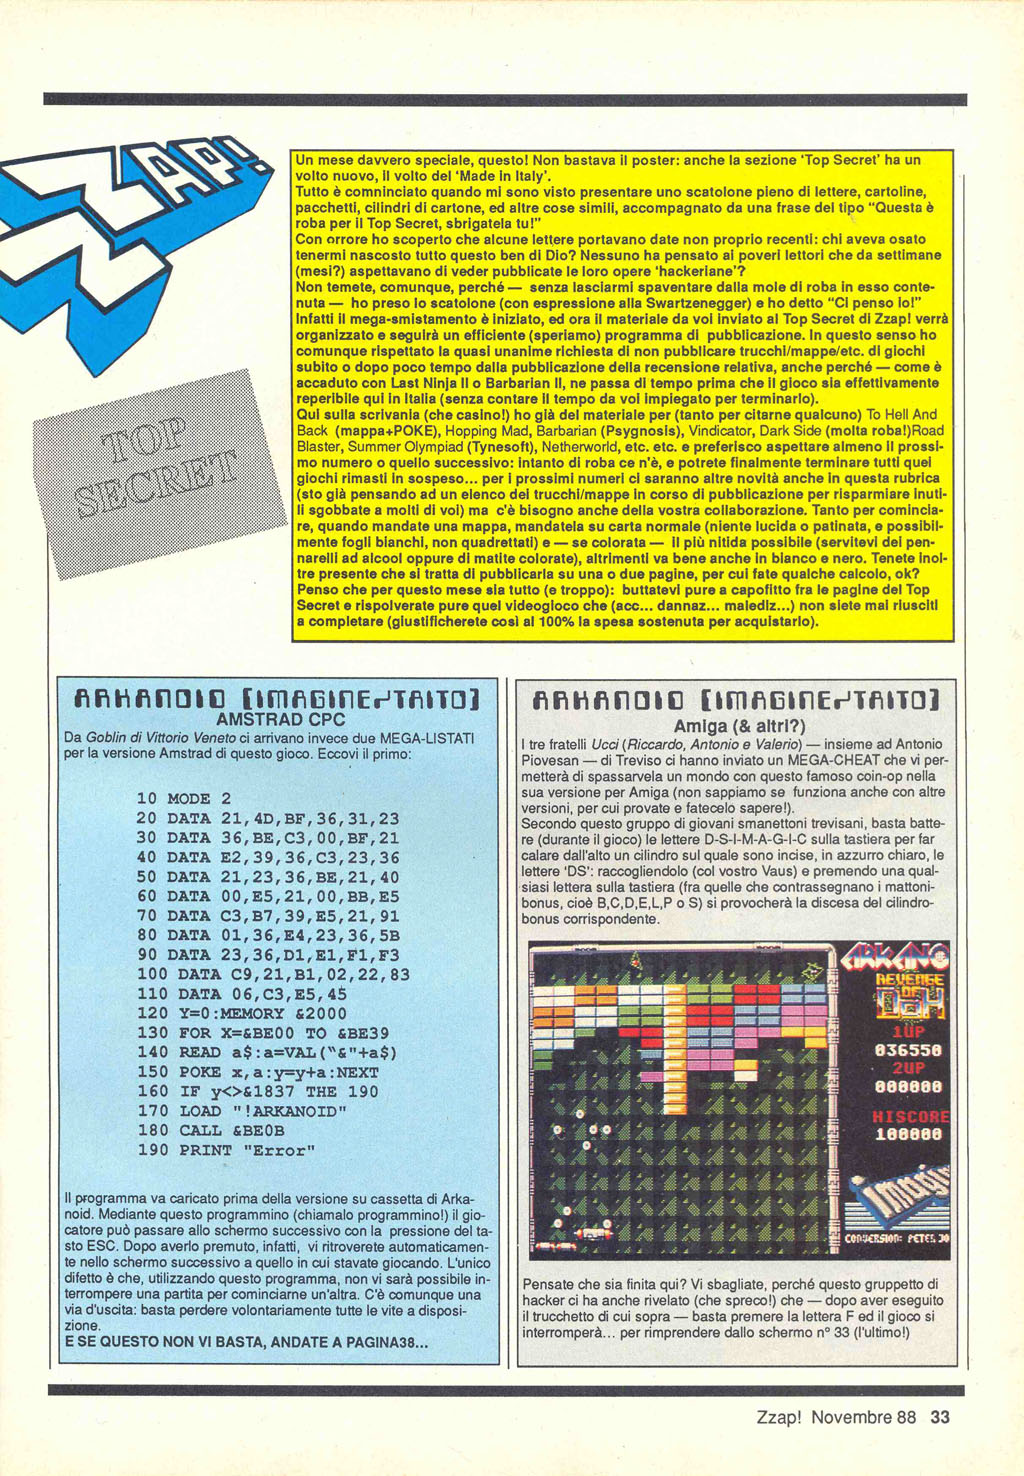 ZZAP!
Un mese davvero speciale, questo! Non bastava il poster: anche la sezione 'Top Secret' ha un
volto nuovo, il volto del 'Made in Italy'.
Tutto è comninciato quando mi sono visto presentare uno scatolone pieno di lettere, cartoline,
pacchetti, cilindri di cartone, ed altre cose simili, accompagnato da una frase del tipo "Questa è
roba per il Top Secret, sbrigatela tu!"
Con orrore ho scoperto che alcune lettere portavano date non proprio recenti: chi aveva osato
tenermi nascosto tutto questo ben di Dio? Nessuno ha pensato ai poveri lettori che da settimane
(mesi?) aspettavano di veder pubblicate le loro opere 'hackeriane'?
Non temete, comunque, perché — senza lasciarmi spaventare dalla mole di roba in esso conte-
nuta — ho preso lo scatolone (con espressione alla Swartzenegger) e ho detto "Ci penso io!"
Infatti il mega-smistamento è iniziato, ed ora il materiale da voi inviato al Top Secret di Zzap! verrà
organizzato e seguirà un efficiente (speriamo) programma di pubblicazione. In questo senso ho
comunque rispettato la quasi unanime richiesta di non pubblicare trucchi/mappe/etc. di giochi
subito o dopo poco tempo dalla pubblicazione della recensione relativa, anche perché — come è
accaduto con Last Ninja II o Barbarian II, ne passa di tempo prima che il gioco sia effettivamente
reperibile qui in Italia (senza contare il tempo da voi impiegato per terminarlo).
Qui sulla scrivania (che casino!) ho già del materiale per (tanto per citarne qualcuno) To Hell And
Back (mappa+POKE), Hopping Mad, Barbarian (Psygnosis), Vindicator, Dark Side (molta roba!)Road
Blaster, Summer Olympiad (Tynesoft), Netherworld, etc. etc. e preferisco aspettare almeno il prossi-
mo numero o quello successivo: intanto di roba ce n'è, e potrete finalmente terminare tutti quei
giochi rimasti in sospeso... per i prossimi numeri ci saranno altre novità anche in questa rubrica
(sto già pensando ad un elenco dei trucchi/mappe in corso di pubblicazione per risparmiare inuti-
li sgobbate a molti di voi) ma c'è bisogno anche della vostra collaborazione. Tanto per comincia-
re, quando mandate una mappa, mandatela su carta normale (niente lucida o patinata, e possibil-
mente fogli bianchi, non quadrettati) e — se colorata — il più nitida possibile (servitevi dei pen-
narelli ad alcool oppure di matite colorate), altrimenti va bene anche in bianco e nero. Tenete inol-
tre presente che si tratta di pubblicarla su una o due pagine, per cui fate qualche calcolo, ok?
Penso che per questo mese sia tutto (e troppo): buttatevi pure a capofitto fra le pagine del Top
Secret e rispolverate pure quel videogioco che (acc... dannaz... malediz...) non siete mai riusciti
a completare (giustificherete così al 100% la spesa sostenuta per acquistarlo).
TOP
SECRET
ARKANOID [IMAGINE/TAITO]
AMSTRAD CPC
Da Goblin di Vittorio Veneto ci arrivano invece due MEGA-LISTATI
per la versione Amstrad di questo gioco. Eccovi il primo:
10 MODE 2
20 DATA 21,4D,BF,36,31,23
30 DATA 36,BE,C3,00,BF,21
40 DATA E2,39,36,C3,23,36
50 DATA 21,23,36,BE,21,40
60 DATA 00,E5,21,00,BB,E5
70 DATA C3,B7,39,E5,21,91
80 DATA 01,36,E4,23,36,5B
90 DATA 23,36,D1,E1,F1,F3
100 DATA C9,21,B1,02,22,83
110 DATA 06,C3,E5,45
120 Y=0:MEMORY &2000
130 FOR X=&BE00 TO &BE39
140 READ a$:a=VAL("&"+a$)
150 POKE x,a:y=y+a:NEXT
160 IF y<>&1837 THE 190
170 LOAD "!ARKANOID"
180 CALL &BE0B
190 PRINT "Error"
Il programma va caricato prima della versione su cassetta di Arka-
noid. Mediante questo programmino (chiamalo programmino!) il gio-
catore può passare allo schermo successivo con la pressione del ta-
sto ESC. Dopo averlo premuto, infatti, vi ritroverete automaticamen-
te nello schermo successivo a quello in cui stavate giocando. L'unico
difetto è che, utilizzando questo programma, non vi sarà possibile in-
terrompere una partita per cominciarne un'altra. C'è comunque una
via d'uscita: basta perdere volontariamente tutte le vite a disposi-
zione.
E SE QUESTO NON VI BASTA, ANDATE A PAGINA38...
ARKANOID [IMAGINE/TAITO]
Amiga (& altri?)
I tre fratelli Ucci (Riccardo, Antonio e Valerio) — insieme ad Antonio
Piovesan — di Treviso ci hanno inviato un MEGA-CHEAT che vi per-
metterà di spassarvela un mondo con questo famoso coin-op nella
sua versione per Amiga (non sappiamo se funziona anche con altre
versioni, per cui provate e fatecelo sapere!).
Secondo questo gruppo di giovani smanettoni trevisani, basta batte-
re (durante il gioco) le lettere D-S-I-M-A-G-I-C sulla tastiera per far
calare dall'alto un cilindro sul quale sono incise, in azzurro chiaro, le
lettere 'DS': raccogliendolo (col vostro Vaus) e premendo una qual-
siasi lettera sulla tastiera (fra quelle che contrassegnano i mattoni-
bonus, cioè B,C,D,E,L,P o S) si provocherà la discesa del cilindro-
bonus corrispondente.
ARKANO
REVENGE
OF
DOH
1UP
036550
2UP
000000
HISCORE
100000
Imagin
CONVERSION: PETER JO
Pensate che sia finita qui? Vi sbagliate, perché questo gruppetto di
hacker ci ha anche rivelato (che spreco!) che — dopo aver eseguito
il trucchetto di cui sopra — basta premere la lettera F ed il gioco si
interromperà... per rimprendere dallo schermo n° 33 (l'ultimo!)
Zzap! Novembre 88 33